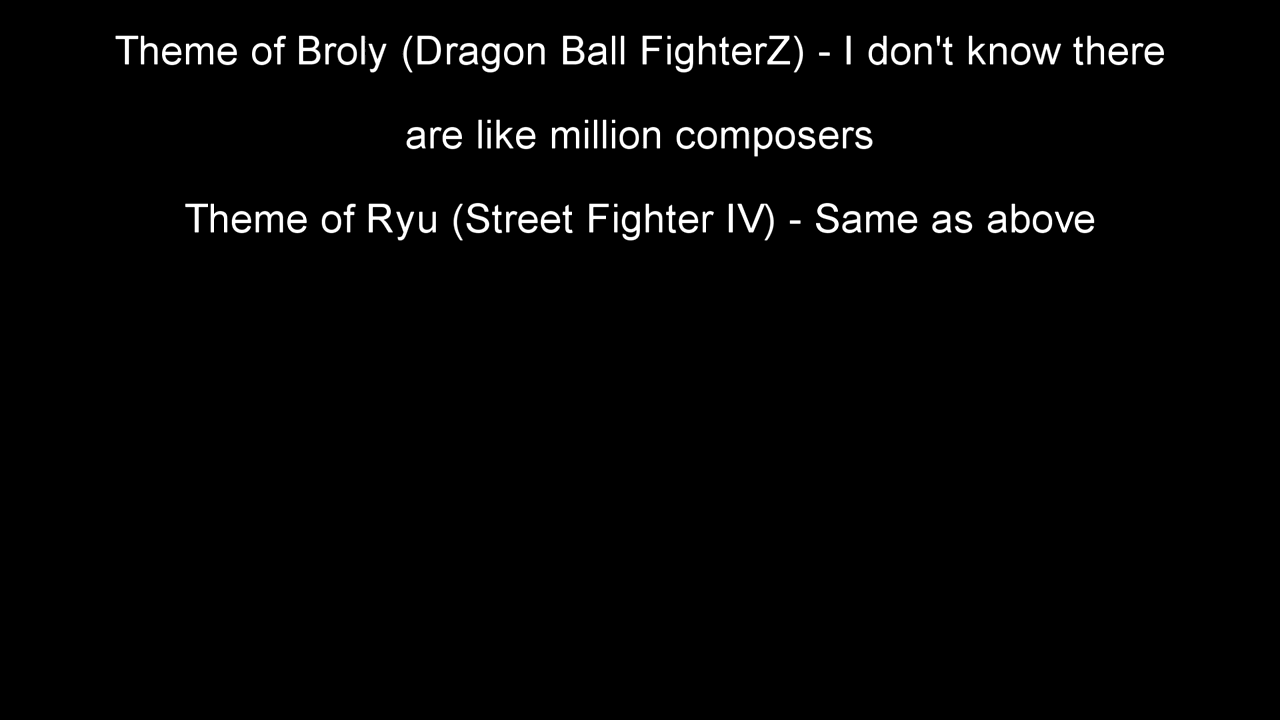 Theme of Broly (Dragon Ball FighterZ) - I don't know there
are like million composers
Theme of Ryu (Street Fighter IV) - Same as above